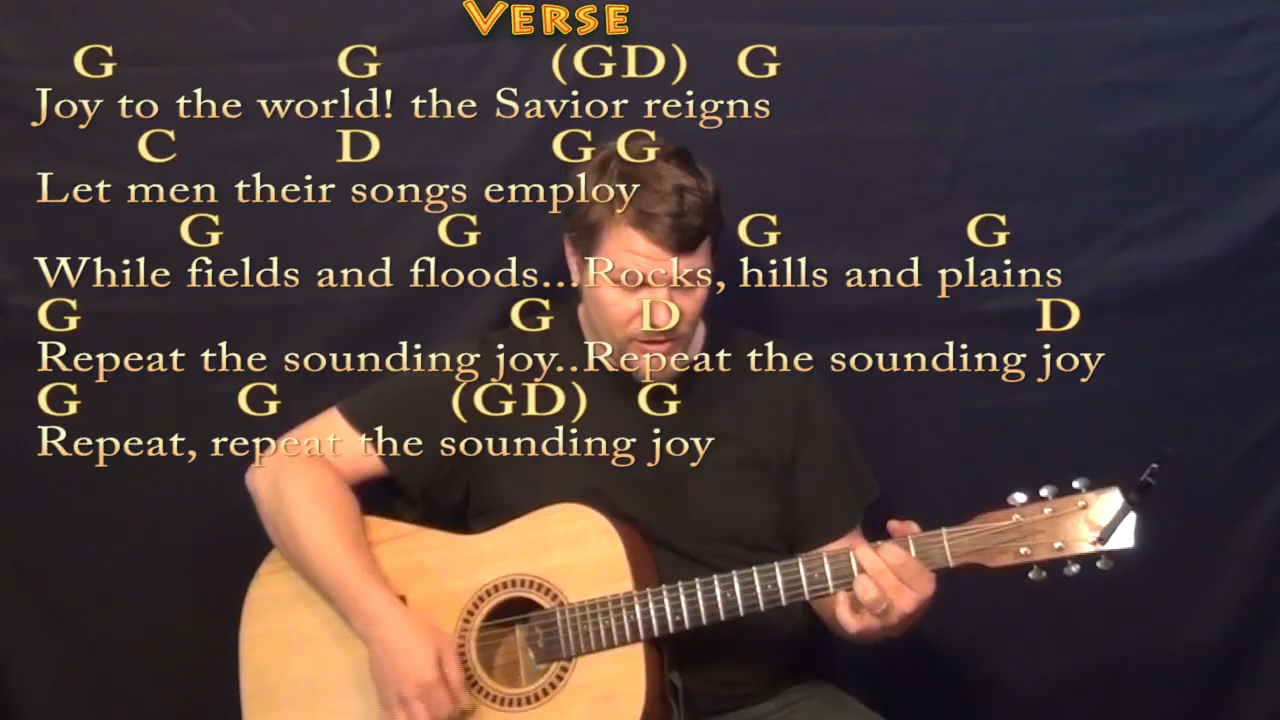 VERSE
G G (GD) G
Joy to the world! the Savior reigns
C D G G
Let men their songs employ
G G G G
While fields and floods...Rocks, hills and plains
G G D D
Repeat the sounding joy..Repeat the sounding joy
G G (GD) G
Repeat, repeat the sounding joy